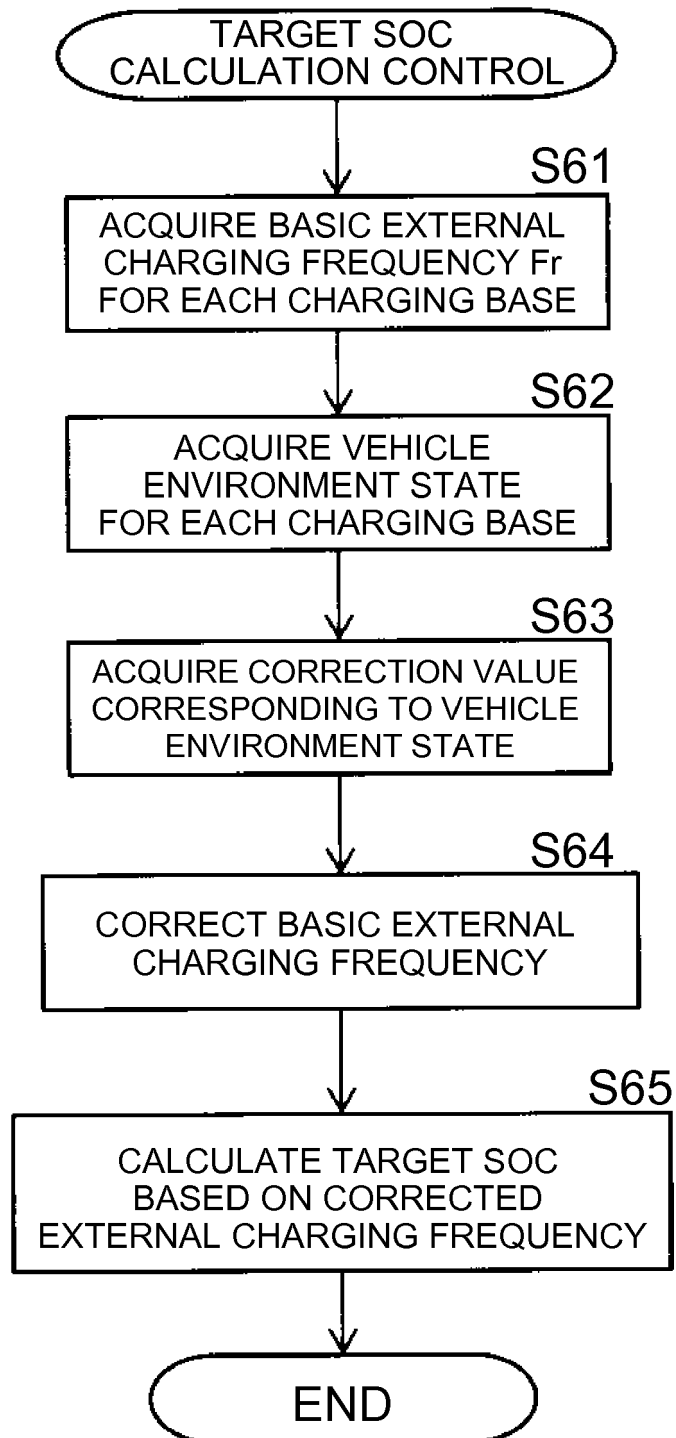 TARGET SOC
CALCULATION CONTROL
S61
ACQUIRE BASIC EXTERNAL
CHARGING FREQUENCY Fr
FOR EACH CHARGING BASE
S62
ACQUIRE VEHICLE
ENVIRONMENT STATE
FOR EACH CHARGING BASE
S63
ACQUIRE CORRECTION VALUE
CORRESPONDING TO VEHICLE
ENVIRONMENT STATE
S64
CORRECT BASIC EXTERNAL
CHARGING FREQUENCY
S65
CALCULATE TARGET SOC
BASED ON CORRECTED
EXTERNAL CHARGING FREQUENCY
END